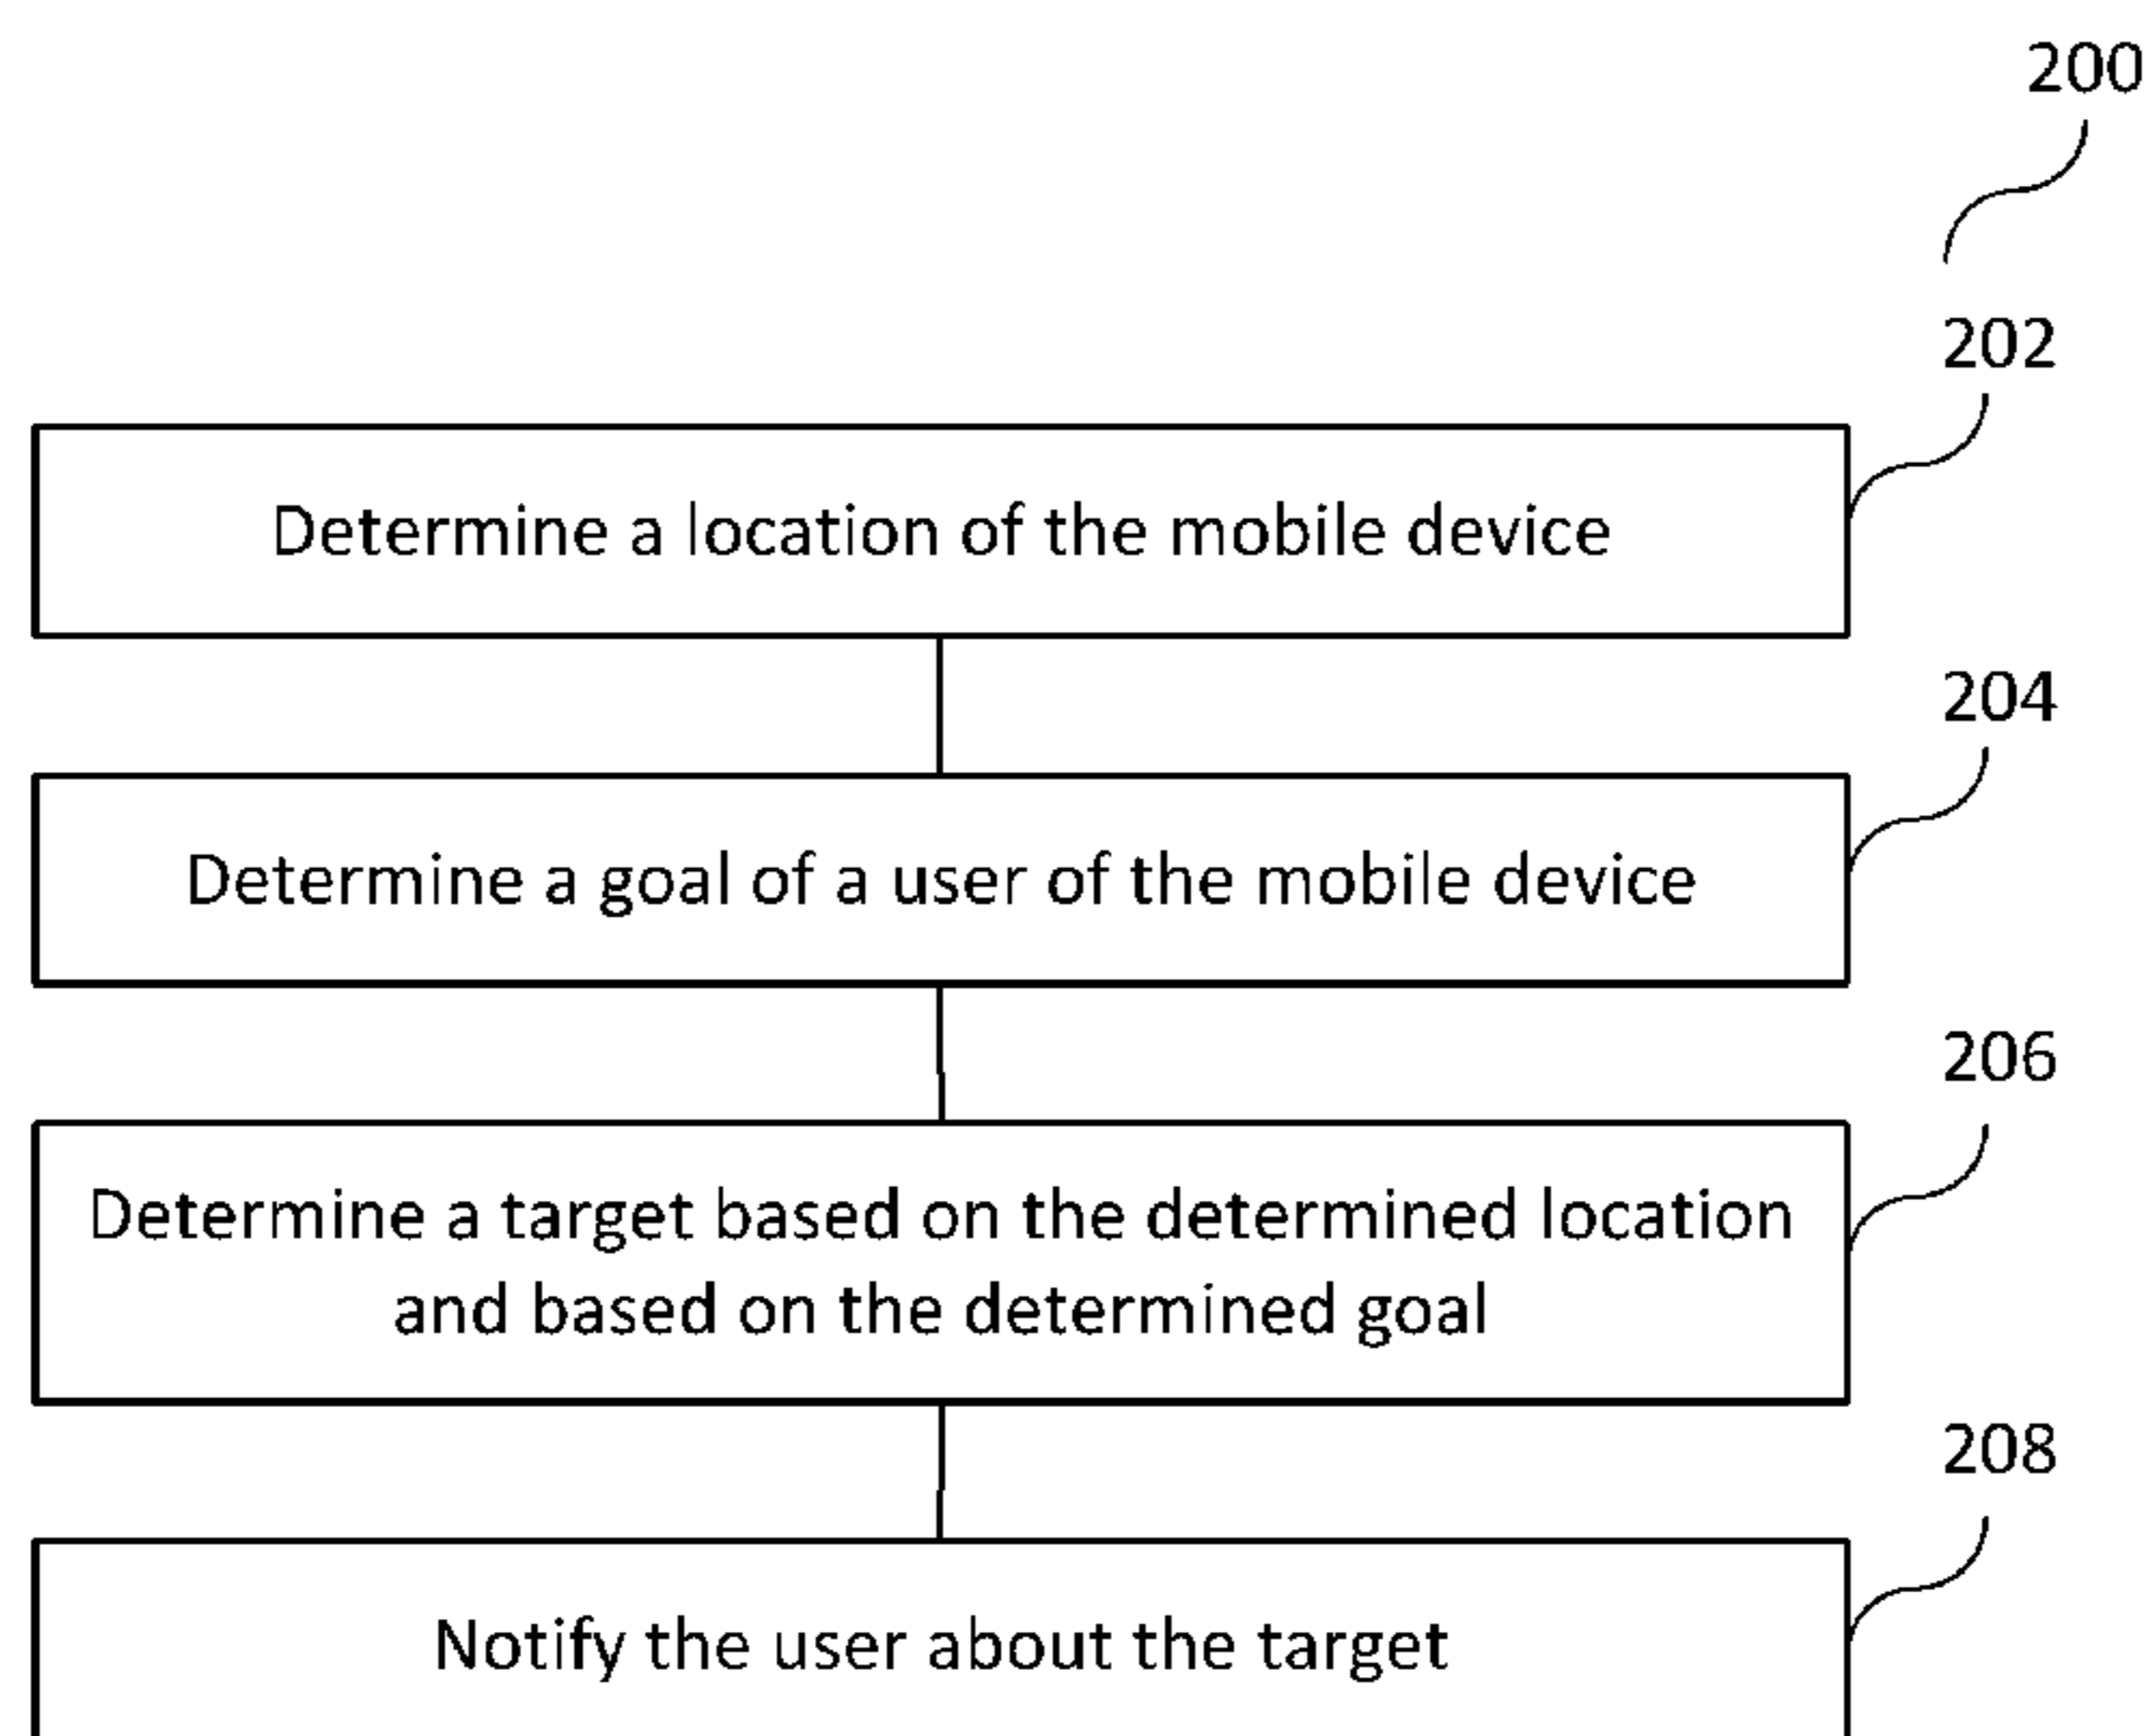 200
202
Determine a location of the mobile device
204
Determine a goal of a user of the mobile device
206
Determine a target based on the determined location
and based on the determined goal
208
Notify the user about the target